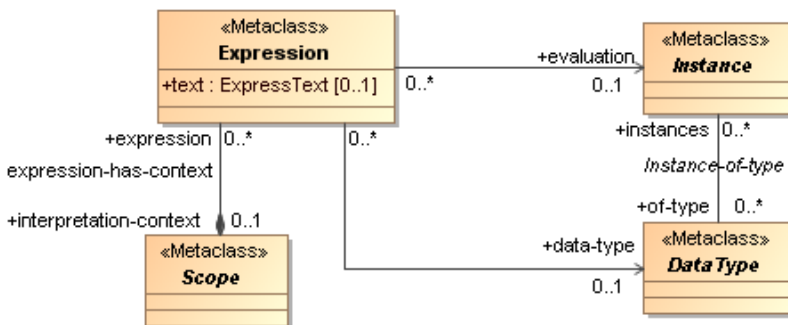 «Metaclass»
Expression
+text : ExpressText [0..1]
«Metaclass»
Instance
+evaluation
0..*
0..1
+expression
0..*
0..*
+instances
0..*
expression-has-context
Instance-of-type
+interpretation-context
0..1
+of-type
0..*
«Metaclass»
Scope
+data-type
0..1
«Metaclass»
DataType